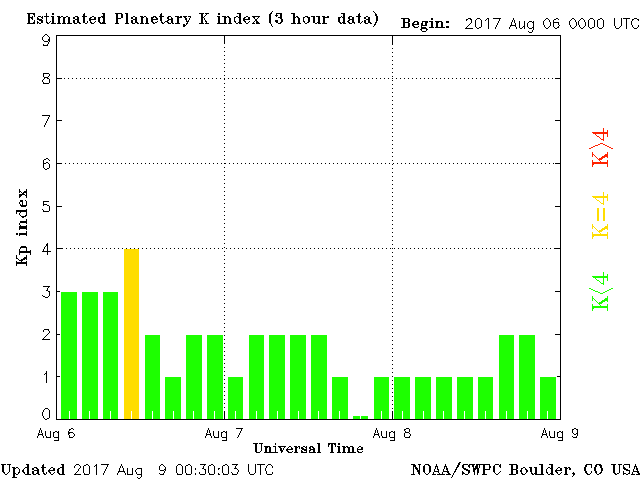 Estimated Planetary K index (3 hour data) Begin: 2017 Aug 06 0000 UTC
9
8
7
6
5
4
3
2
1
0
Kp index
K>4
K=4
K<4
Aug 6 Aug 7 Aug 8 Aug 9
Universal Time
Updated 2017 Aug 9 00:30:03 UTC NOAA/SWPC Boulder, CO USA